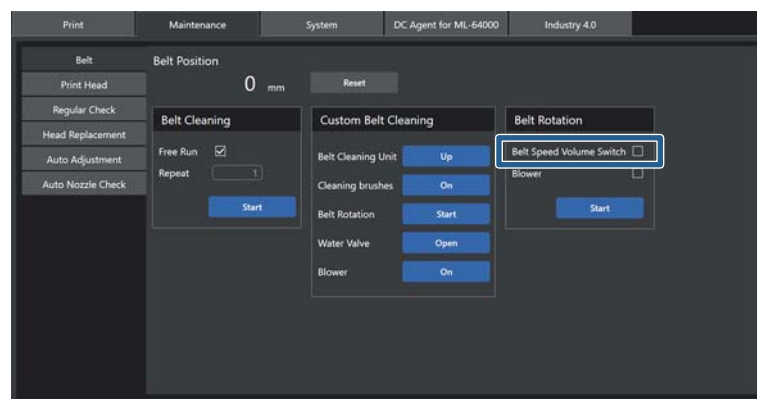 Print Maintenance System DC Agent for ML-64000 Industry 4.0
Belt
Print Head
Regular Check
Head Replacement
Auto Adjustment
Auto Nozzle Check
Belt Position
0 mm Reset
Belt Cleaning
Free Run
Repeat 1
Start
Custom Belt Cleaning
Belt Cleaning Unit Up
Cleaning brushes On
Belt Rotation Start
Water Valve Open
Blower On
Belt Rotation
Belt Speed Volume Switch
Blower
Start